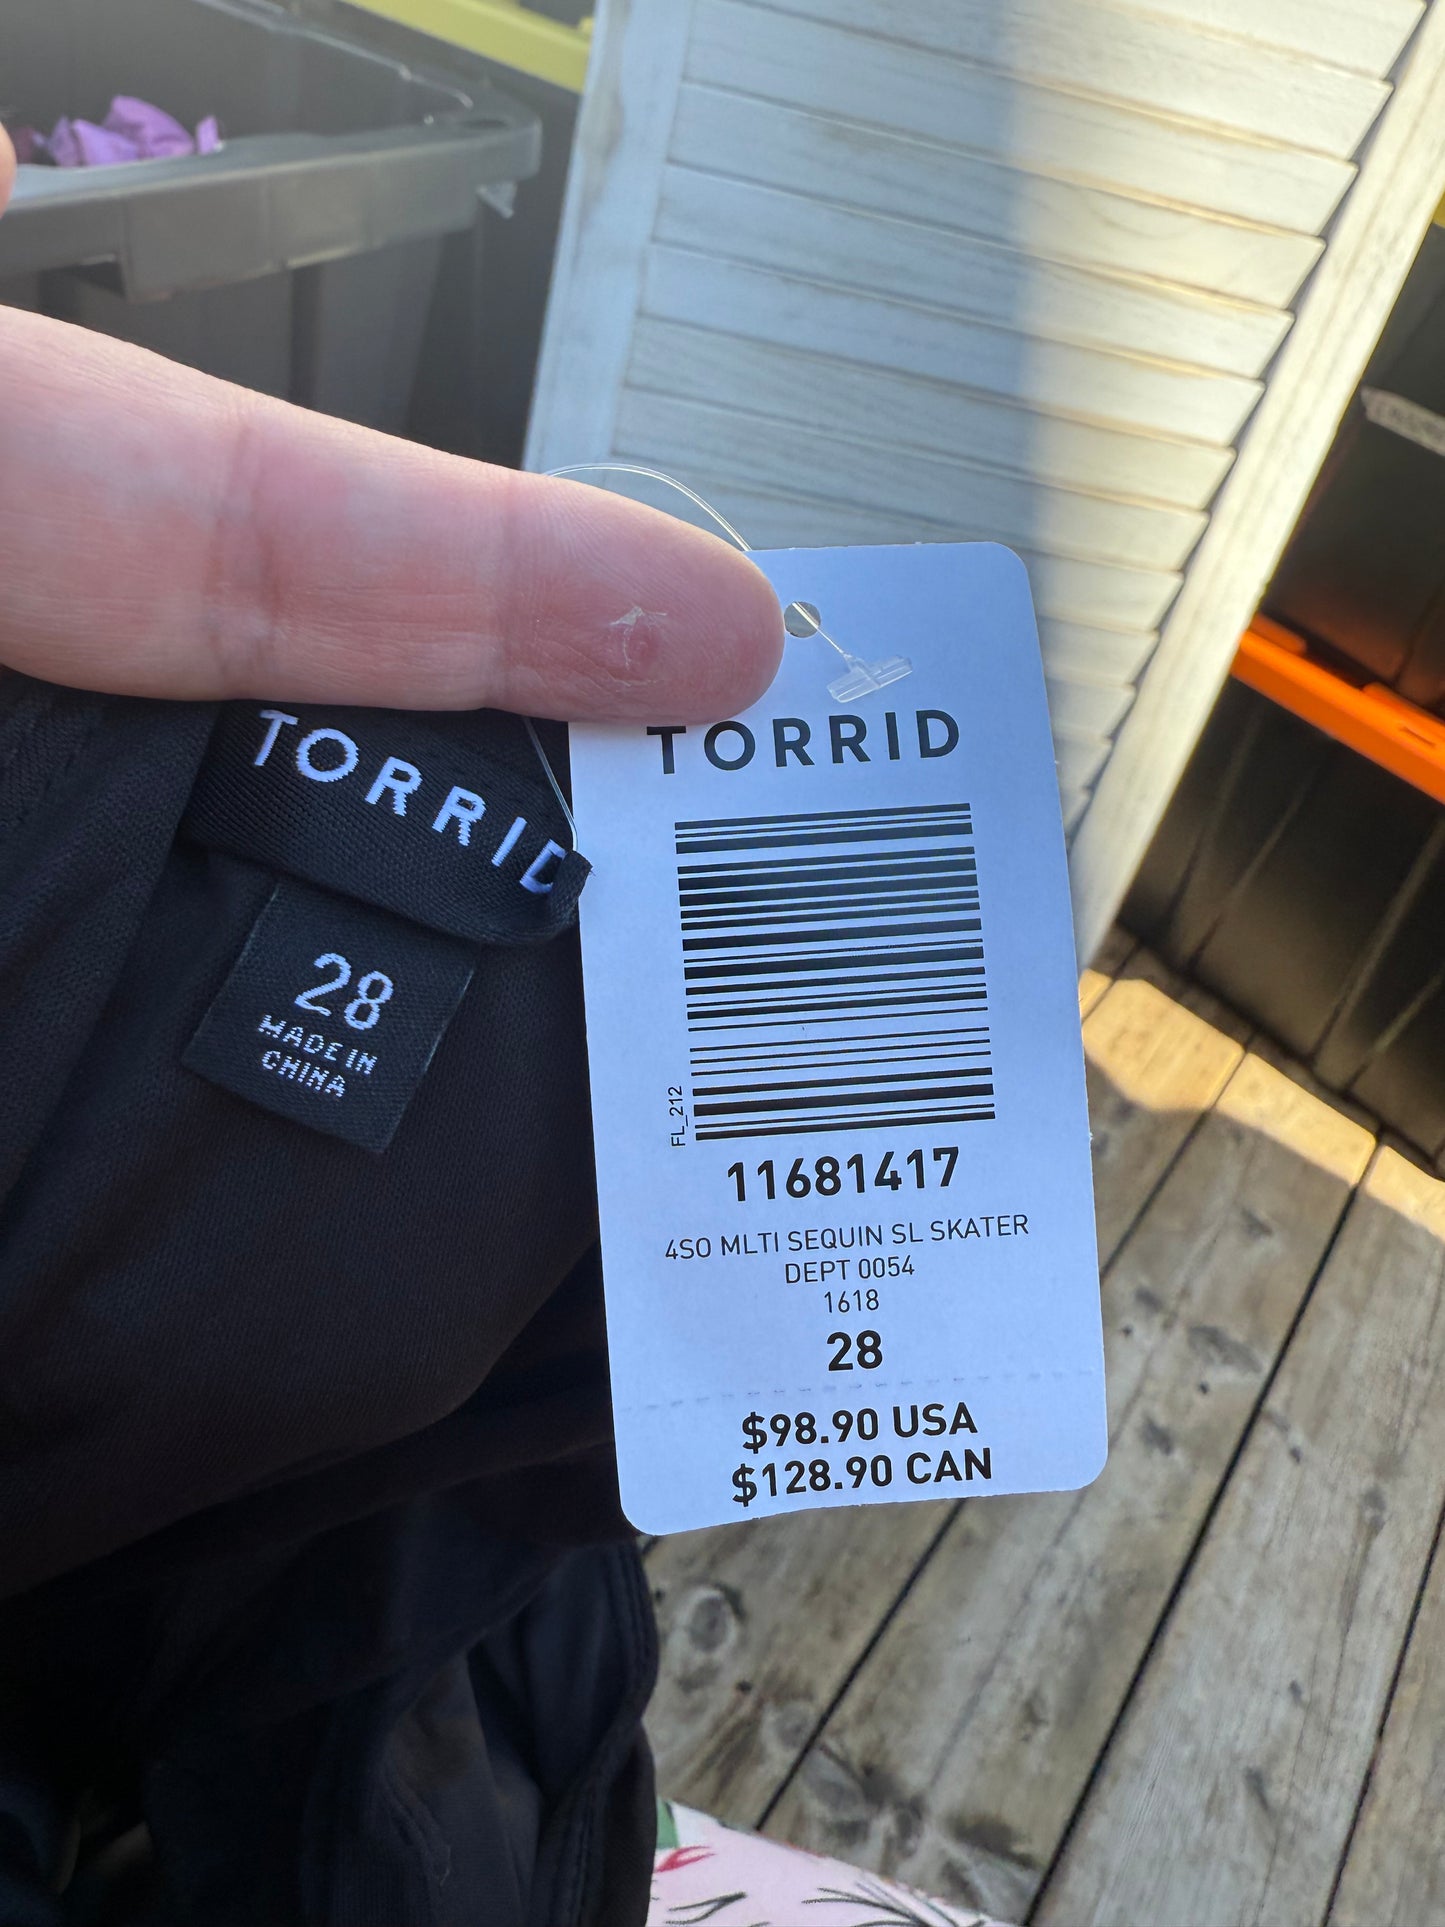 TORRID
28
MADE IN
CHINA
TORRID
FL_212
11681417
4SO MLTI SEQUIN SL SKATER
DEPT 0054
1618
28
$98.90 USA
$128.90 CAN